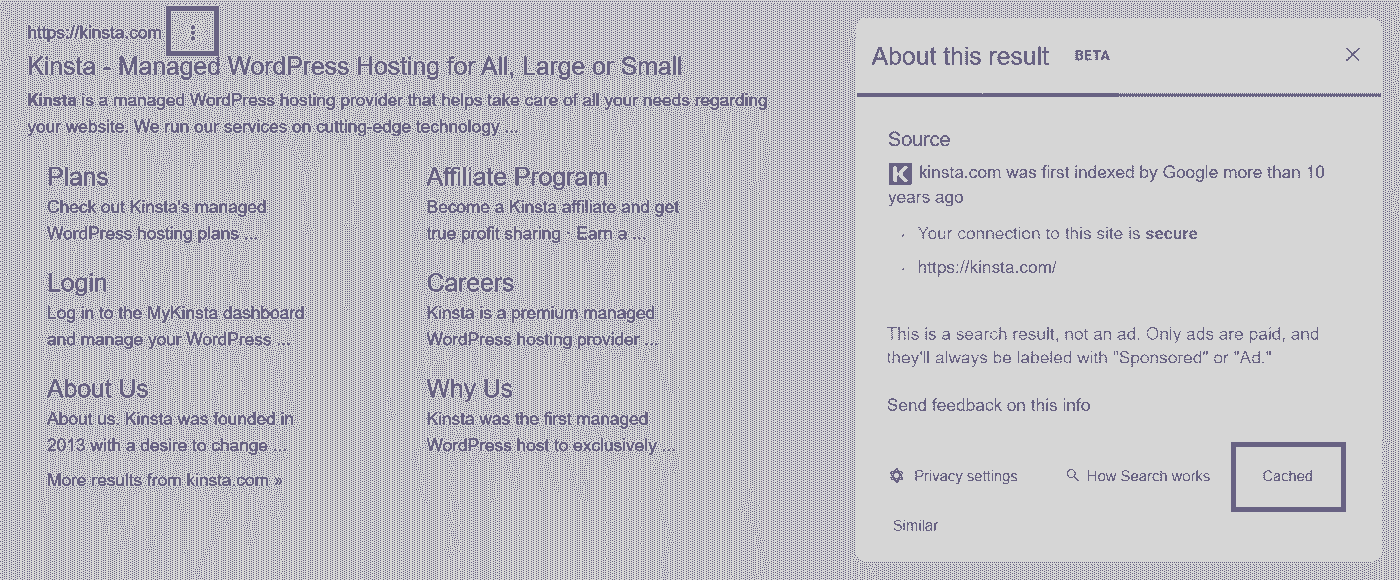 https://kinsta.com
Kinsta - Managed WordPress Hosting for All, Large or Small
Kinsta is a managed WordPress hosting provider that helps take care of all your needs regarding
your website. We run our services on cutting-edge technology ...
Plans
Check out Kinsta's managed
WordPress hosting plans ...
Affiliate Program
Become a Kinsta affiliate and get
true profit sharing · Earn a ...
Login
Log in to the MyKinsta dashboard
and manage your WordPress ...
Careers
Kinsta is a premium managed
WordPress hosting provider ...
About Us
About us. Kinsta was founded in
2013 with a desire to change ...
Why Us
Kinsta was the first managed
WordPress host to exclusively ...
More results from kinsta.com »
About this result BETA
Source
K kinsta.com was first indexed by Google more than 10
years ago
· Your connection to this site is secure
· https://kinsta.com/
This is a search result, not an ad. Only ads are paid, and
they'll always be labeled with "Sponsored" or "Ad."
Send feedback on this info
Privacy settings How Search works Cached
Similar